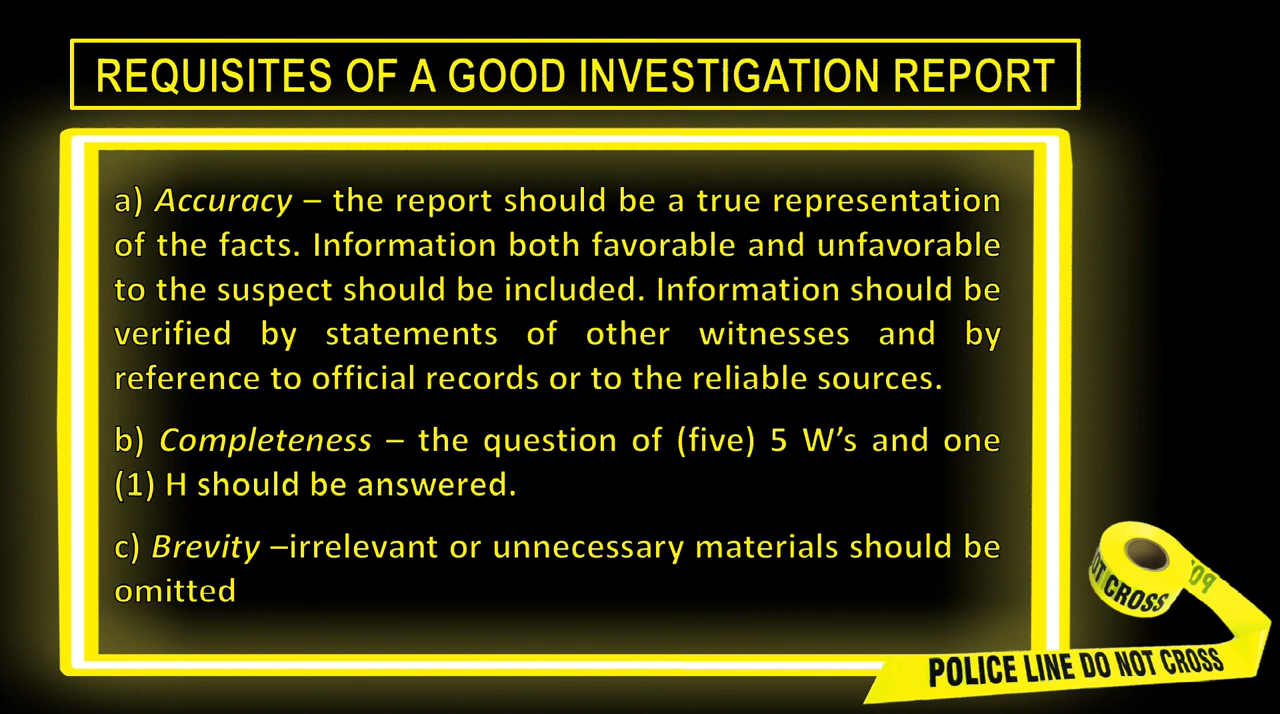 REQUISITES OF A GOOD INVESTIGATION REPORT
a) Accuracy – the report should be a true representation
of the facts. Information both favorable and unfavorable
to the suspect should be included. Information should be
verified by statements of other witnesses and by
reference to official records or to the reliable sources.
b) Completeness – the question of (five) 5 W’s and one
(1) H should be answered.
c) Brevity –irrelevant or unnecessary materials should be
omitted
OT CROSS
PO
POLICE LINE DO NOT CROSS